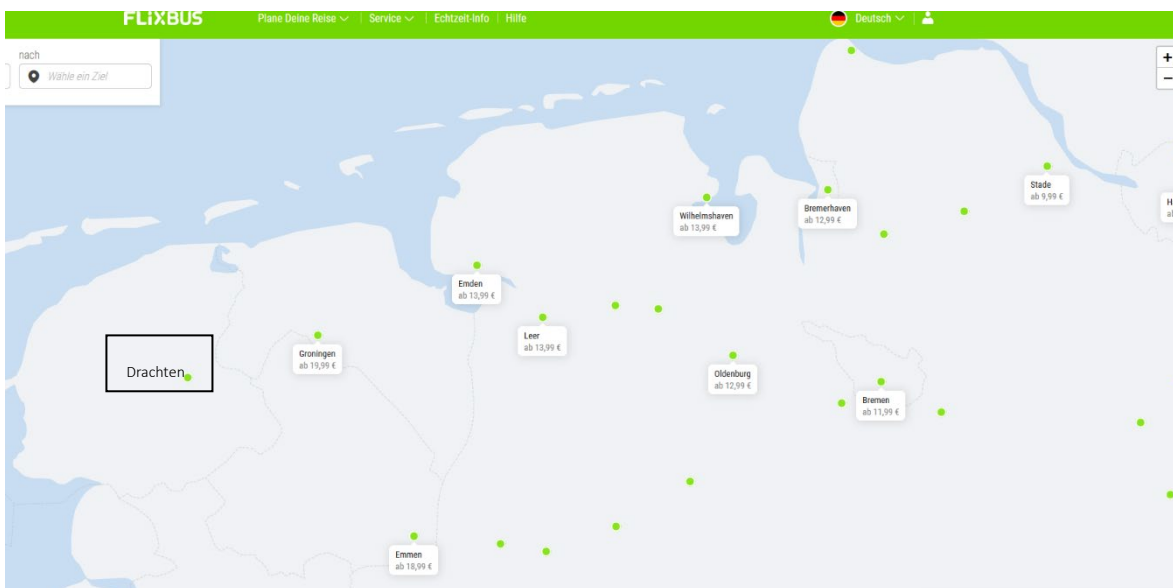 FLiXBUS
Plane Deine Reise
Service
Echtzeit-Info
Hilfe
Deutsch
nach
Wähle ein Ziel
+
−
Stade
ab 9,99 €
H
Wilhelmshaven
ab 13,99 €
Bremerhaven
ab 12,99 €
Emden
ab 13,99 €
Leer
ab 13,99 €
Groningen
ab 19,99 €
Drachten
Oldenburg
ab 12,99 €
Bremen
ab 11,99 €
Emmen
ab 18,99 €